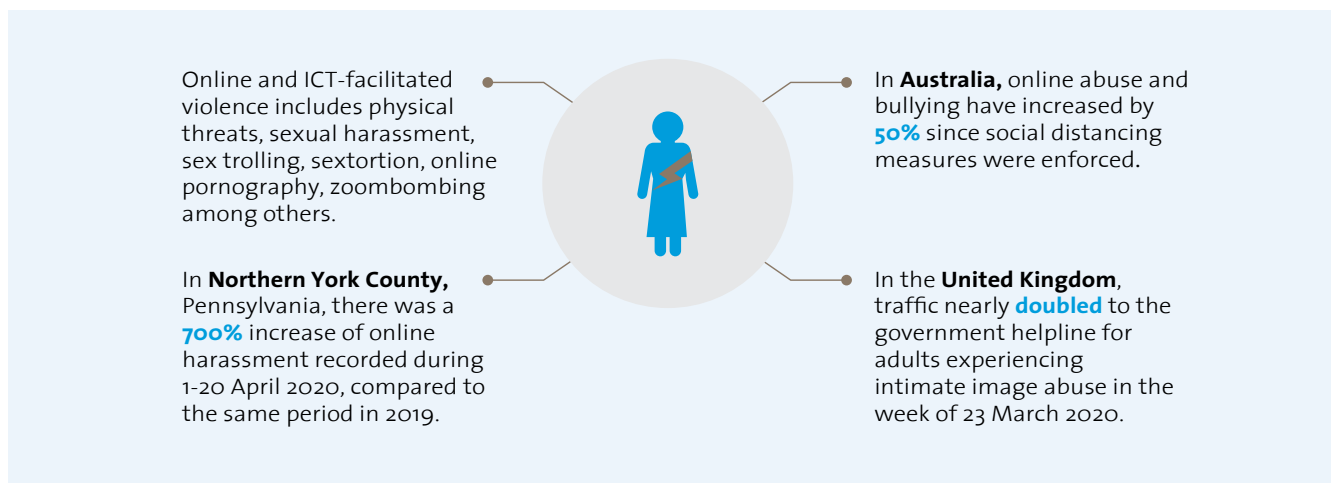 Online and ICT-facilitated
violence includes physical
threats, sexual harassment,
sex trolling, sextortion, online
pornography, zoombombing
among others.
In Australia, online abuse and
bullying have increased by
50% since social distancing
measures were enforced.
In Northern York County,
Pennsylvania, there was a
700% increase of online
harassment recorded during
1-20 April 2020, compared to
the same period in 2019.
In the United Kingdom,
traffic nearly doubled to the
government helpline for
adults experiencing
intimate image abuse in the
week of 23 March 2020.